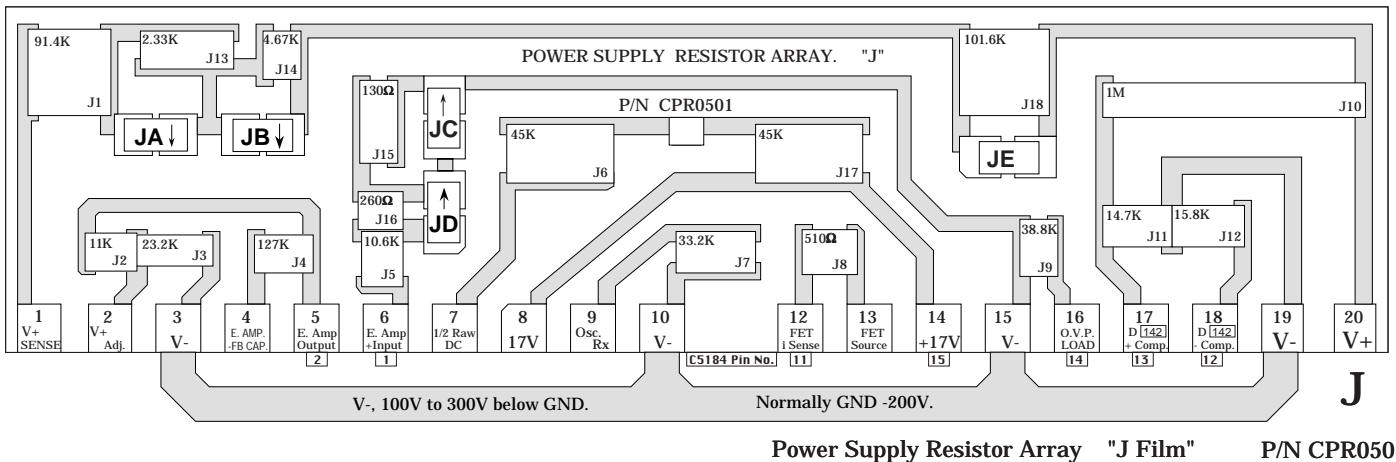 91.4K
J1
2.33K
J13
4.67K
J14
POWER SUPPLY RESISTOR ARRAY. "J"
P/N CPR0501
101.6K
J18
1M
J10
JA ↓
JB ↓
130Ω
J15
↑
JC
45K
J6
45K
J17
JE
260Ω
J16
↑
JD
11K
J2
23.2K
J3
127K
J4
10.6K
J5
33.2K
J7
510Ω
J8
38.8K
J9
14.7K
J11
15.8K
J12
1
V+
SENSE
2
V+
Adj.
3
V-
4
E. AMP.
-FB CAP.
5
E. Amp
Output
2
6
E. Amp
+Input
1
7
1/2 Raw
DC
8
17V
9
Osc.
Rx
10
V-
C5184 Pin No.
12
FET
i Sense
11
13
FET
Source
14
+17V
15
15
V-
16
O.V.P.
LOAD
14
17
D 142
+ Comp.
13
18
D 142
- Comp.
12
19
V-
20
V+
V-, 100V to 300V below GND.
Normally GND -200V.
J
Power Supply Resistor Array "J Film" P/N CPR050